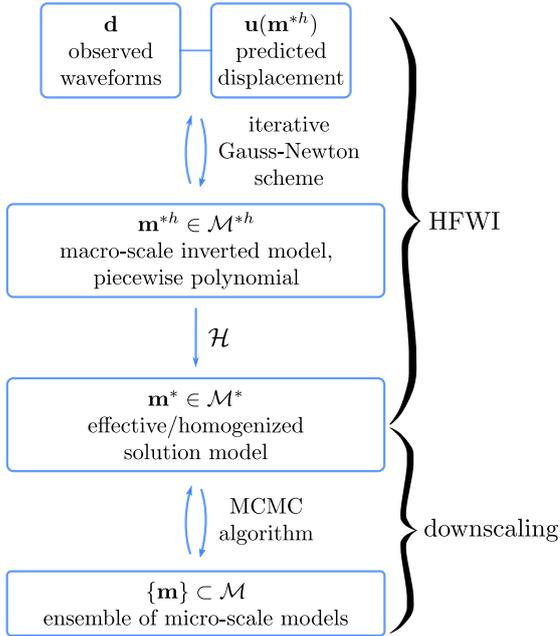 d
observed
waveforms
u(m*ʰ)
predicted
displacement
iterative
Gauss-Newton
scheme
m*ʰ ∈ ℳ*ʰ
macro-scale inverted model,
piecewise polynomial
HFWI
ℋ
m* ∈ ℳ*
effective/homogenized
solution model
MCMC
algorithm
downscaling
{m} ⊂ ℳ
ensemble of micro-scale models